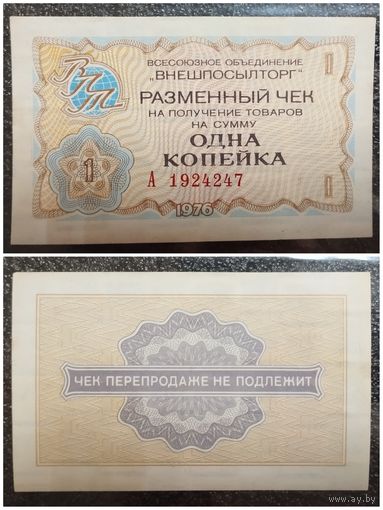 ВПТ
ВСЕСОЮЗНОЕ ОБЪЕДИНЕНИЕ
„ВНЕШПОСЫЛТОРГ"
РАЗМЕННЫЙ ЧЕК
НА ПОЛУЧЕНИЕ ТОВАРОВ
НА СУММУ
ОДНА
КОПЕЙКА
А 1924247
1
1
1
1976
ЧЕК ПЕРЕПРОДАЖЕ НЕ ПОДЛЕЖИТ
www.ay.by